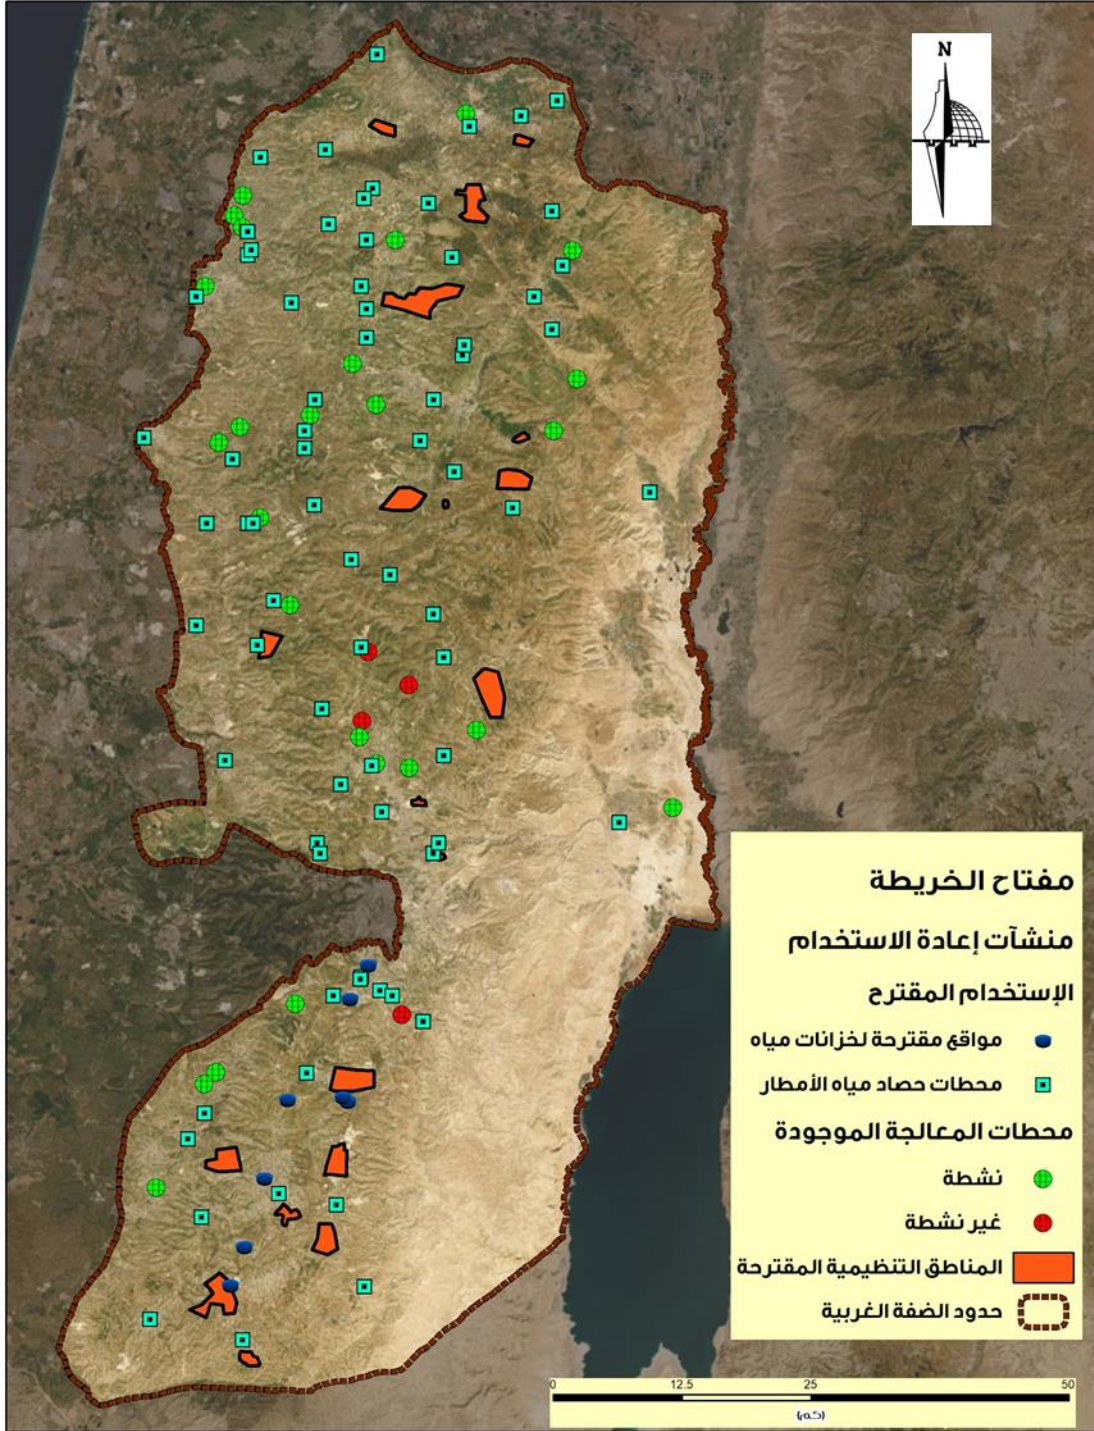 N
مفتاح الخريطة
منشآت إعادة الاستخدام
الإستخدام المقترح
مواقع مقترحة لخزانات مياه
محطات حصاد مياه الأمطار
محطات المعالجة الموجودة
نشطة
غير نشطة
المناطق التنظيمية المقترحة
حدود الضفة الغربية
0 12.5 25 50
(كم)